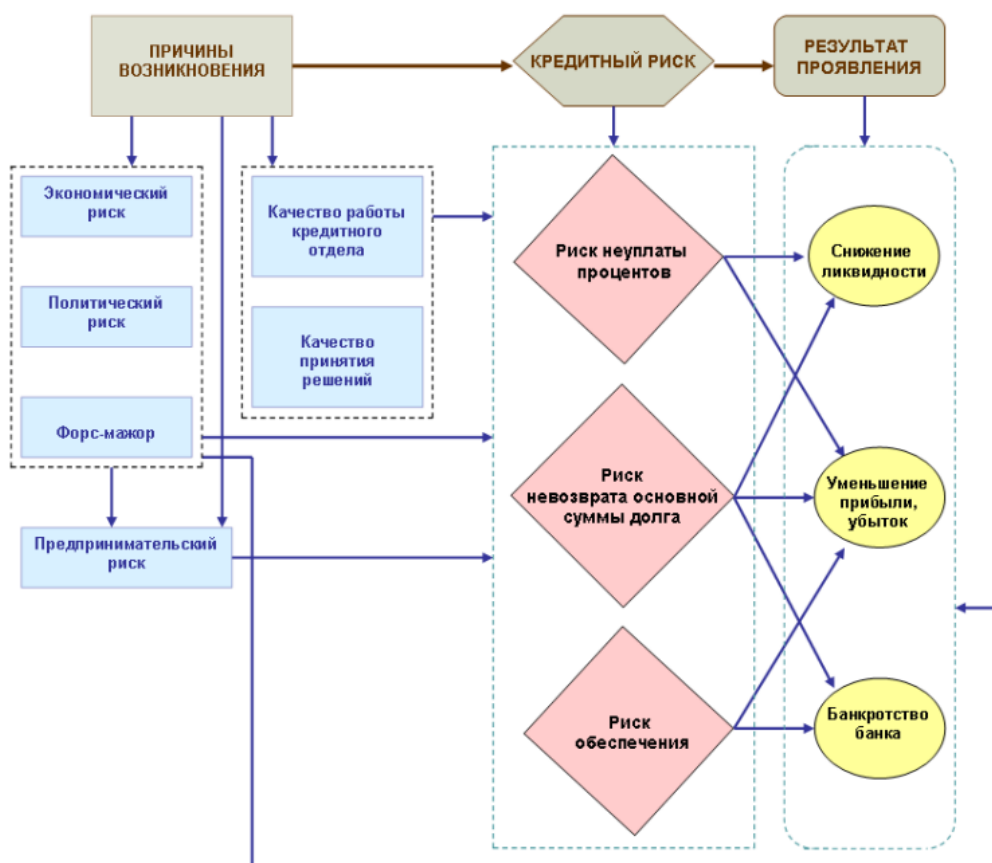 ПРИЧИНЫ
ВОЗНИКНОВЕНИЯ
КРЕДИТНЫЙ РИСК
РЕЗУЛЬТАТ
ПРОЯВЛЕНИЯ
Экономический
риск
Политический
риск
Форс-мажор
Предпринимательский
риск
Качество работы
кредитного
отдела
Качество
принятия
решений
Риск неуплаты
процентов
Риск
невозврата основной
суммы долга
Риск
обеспечения
Снижение
ликвидности
Уменьшение
прибыли,
убыток
Банкротство
банка